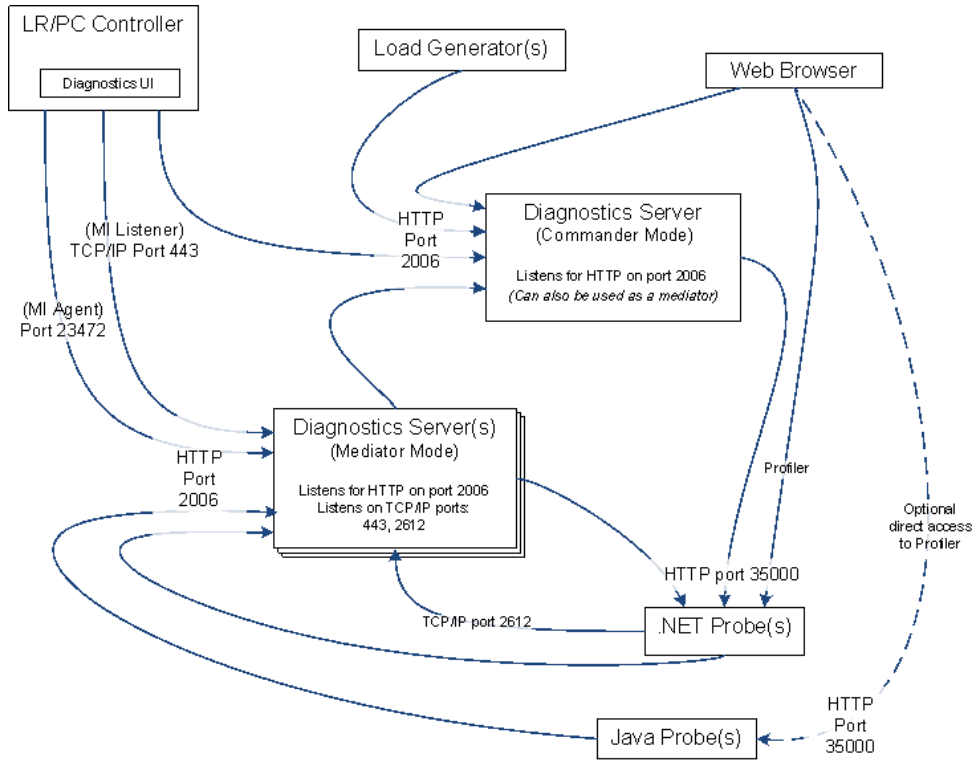 LR/PC Controller
Diagnostics UI
Load Generator(s)
Web Browser
(MI Listener)
TCP/IP Port 443
(MI Agent)
Port 23472
HTTP
Port
2006
Diagnostics Server
(Commander Mode)
Listens for HTTP on port 2006
(Can also be used as a mediator)
Diagnostics Server(s)
(Mediator Mode)
Listens for HTTP on port 2006
Listens on TCP/IP ports:
443, 2612
HTTP
Port
2006
Profiler
Optional
direct access
to Profiler
HTTP port 35000
TCP/IP port 2612
.NET Probe(s)
HTTP
Port
35000
Java Probe(s)